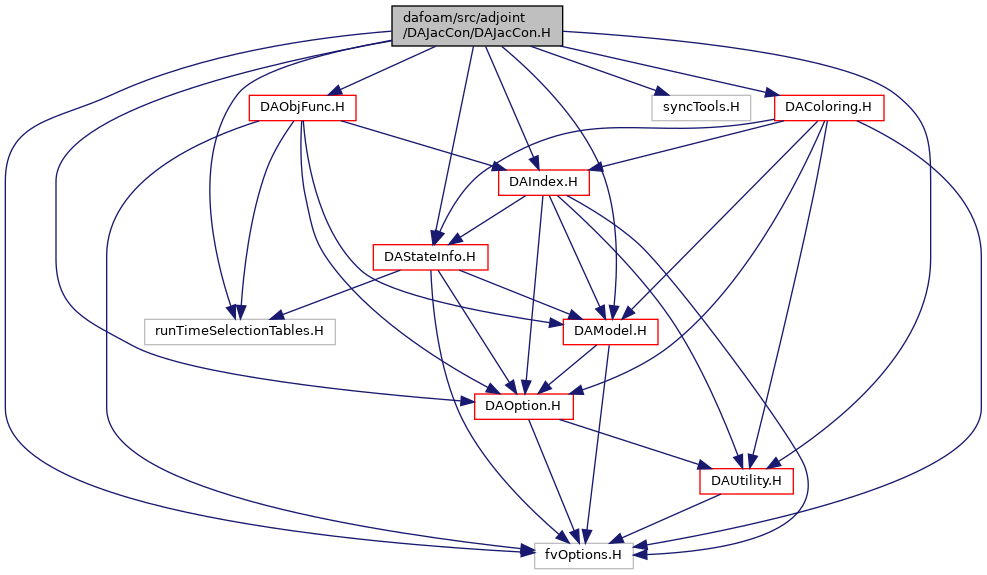 dafoam/src/adjoint
/DAJacCon/DAJacCon.H
DAObjFunc.H
syncTools.H
DAColoring.H
DAIndex.H
DAStateInfo.H
runTimeSelectionTables.H
DAModel.H
DAOption.H
DAUtility.H
fvOptions.H